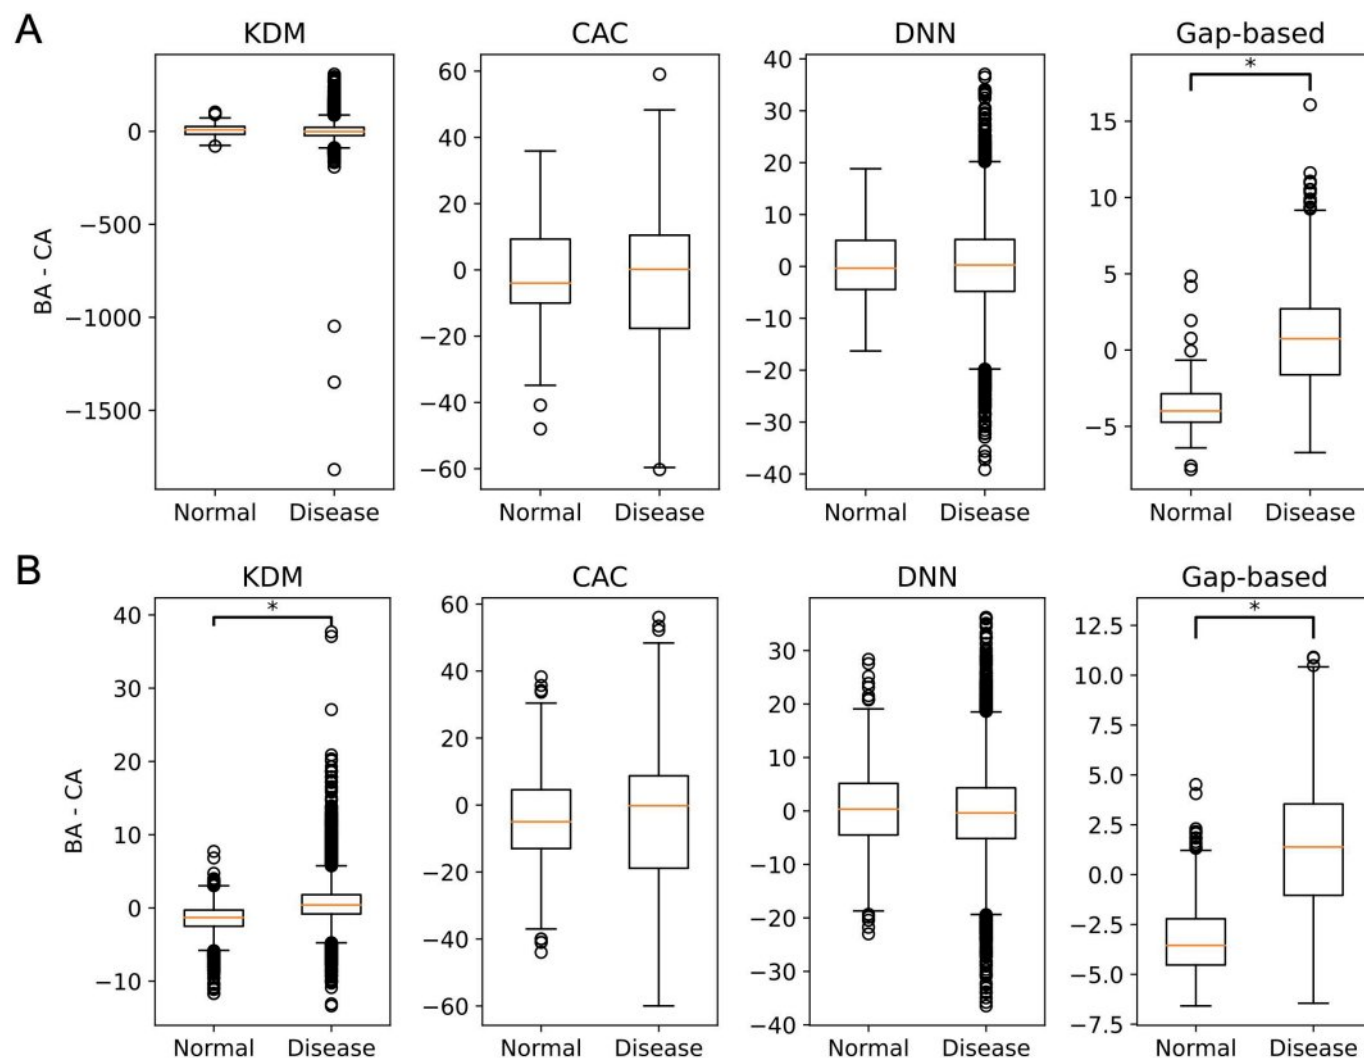 A
KDM
CAC
DNN
Gap-based
BA - CA
0
−500
−1000
−1500
60
40
20
0
−20
−40
−60
40
30
20
10
0
−10
−20
−30
−40
*
15
10
5
0
−5
Normal Disease
Normal Disease
Normal Disease
Normal Disease
B
KDM
CAC
DNN
Gap-based
BA - CA
*
40
30
20
10
0
−10
60
40
20
0
−20
−40
−60
30
20
10
0
−10
−20
−30
−40
*
12.5
10.0
7.5
5.0
2.5
0.0
−2.5
−5.0
−7.5
Normal Disease
Normal Disease
Normal Disease
Normal Disease